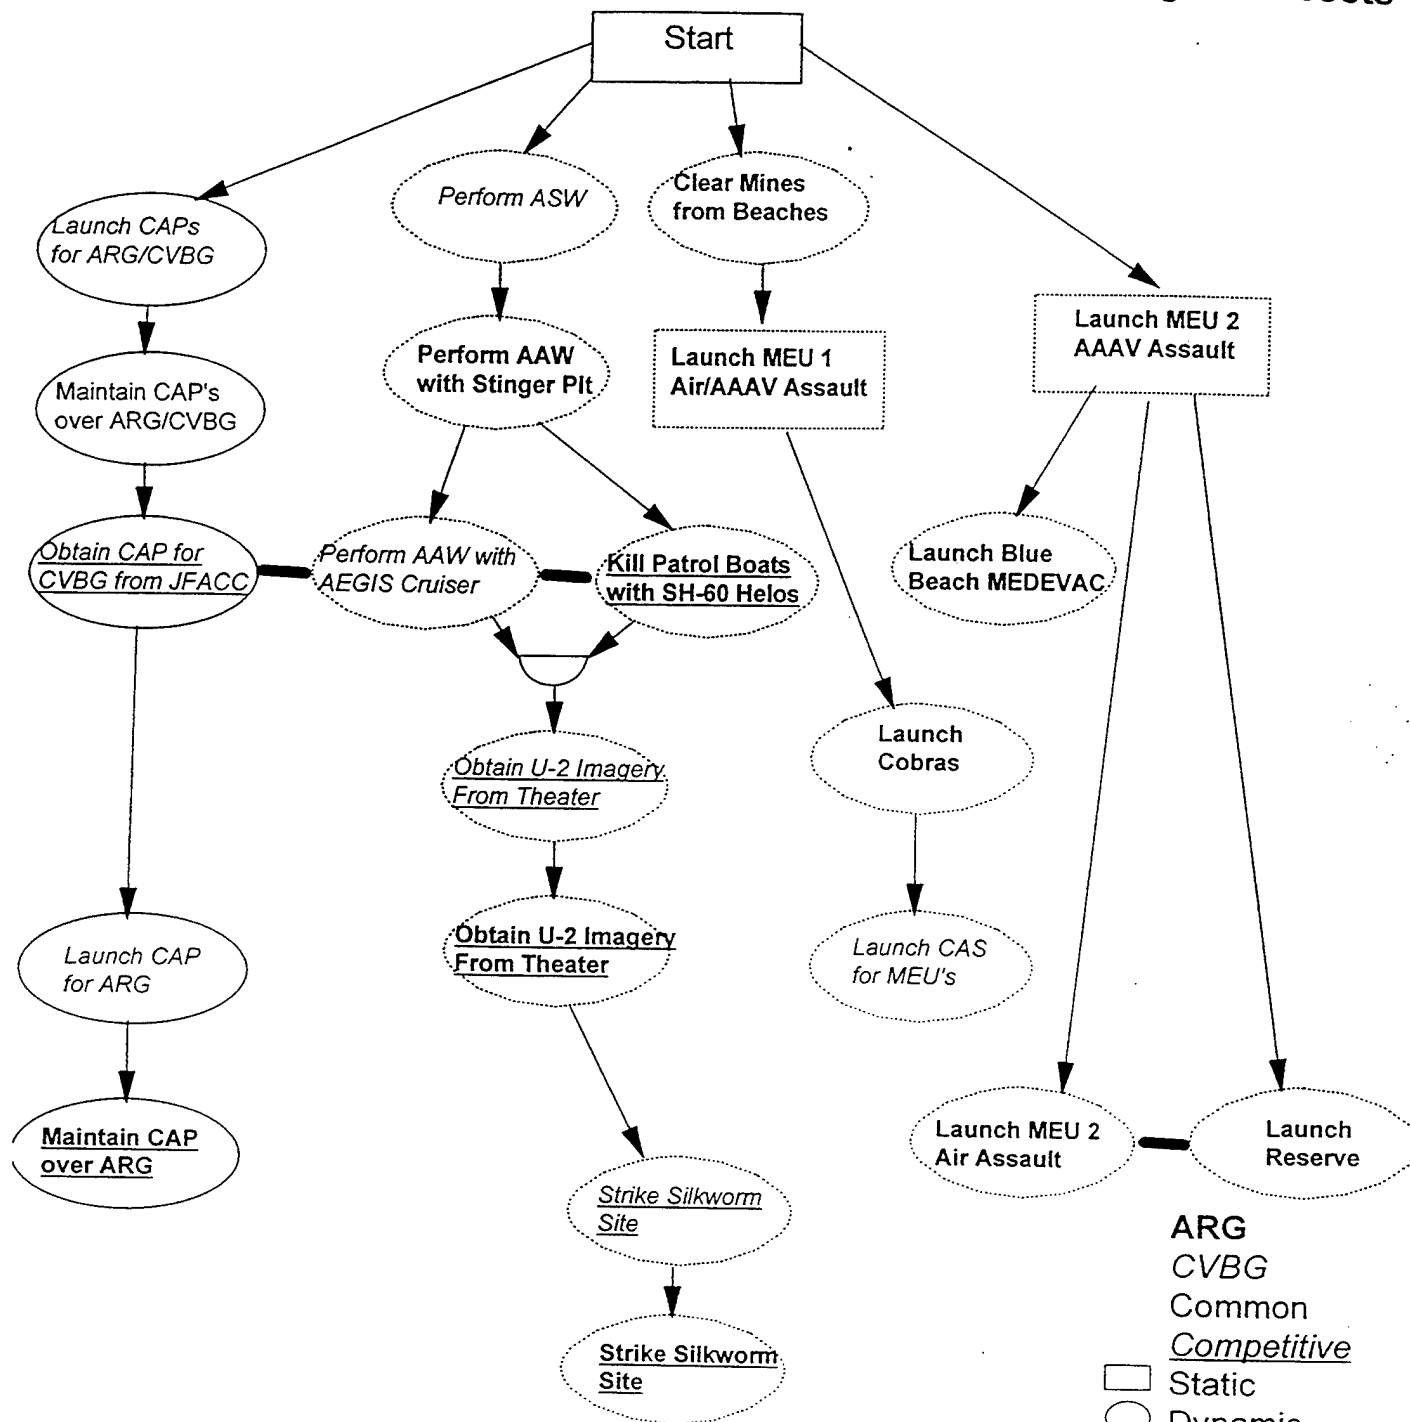 Start
Perform ASW
Clear Mines
from Beaches
Launch CAPs
for ARG/CVBG
Launch MEU 2
AAAV Assault
Perform AAW
with Stinger Plt
Launch MEU 1
Air/AAAV Assault
Maintain CAP's
over ARG/CVBG
Obtain CAP for
CVBG from JFACC
Perform AAW with
AEGIS Cruiser
Kill Patrol Boats
with SH-60 Helos
Launch Blue
Beach MEDEVAC
Launch
Cobras
Obtain U-2 Imagery
From Theater
Obtain U-2 Imagery
From Theater
Launch CAS
for MEU's
Launch CAP
for ARG
Maintain CAP
over ARG
Launch MEU 2
Air Assault
Launch
Reserve
Strike Silkworm
Site
Strike Silkworm
Site
ARG
CVBG
Common
Competitive
Static
Dynamic